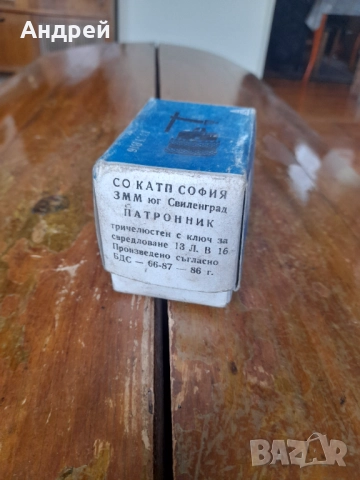 Андрей
СО КАТП СОФИЯ
ЗММ юг Свиленград
ПАТРОННИК
тричелюстен с ключ за
свредловане 13 Л. В 16
Произведено съгласно
БДС — 66-87 — 86 г.
BAZAR